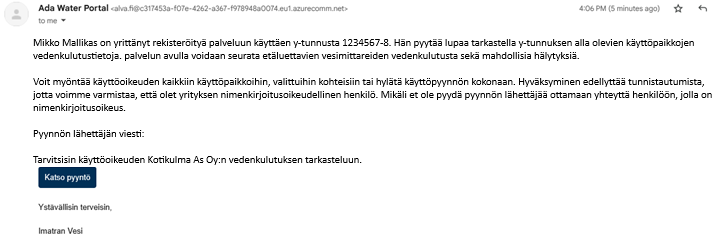 Ada Water Portal <alva.fi@c317453a-f07e-4262-a367-f978948a0074.eu1.azurecomm.net>
4:06 PM (5 minutes ago)
to me
Mikko Mallikas on yrittänyt rekisteröityä palveluun käyttäen y-tunnusta 1234567-8. Hän pyytää lupaa tarkastella y-tunnuksen alla olevien käyttöpaikkojen
vedenkulutustietoja. palvelun avulla voidaan seurata etäluettavien vesimittareiden vedenkulutusta sekä mahdollisia hälytyksiä.
Voit myöntää käyttöoikeuden kaikkiin käyttöpaikkoihin, valittuihin kohteisiin tai hylätä käyttöpyynnön kokonaan. Hyväksyminen edellyttää tunnistautumista,
jotta voimme varmistaa, että olet yrityksen nimenkirjoitusoikeudellinen henkilö. Mikäli et ole pyydä pyynnön lähettäjää ottamaan yhteyttä henkilöön, jolla on
nimenkirjoitusoikeus.
Pyynnön lähettäjän viesti:
Tarvitsisin käyttöoikeuden Kotikulma As Oy:n vedenkulutuksen tarkasteluun.
Katso pyyntö
Ystävällisin terveisin,
Imatran Vesi